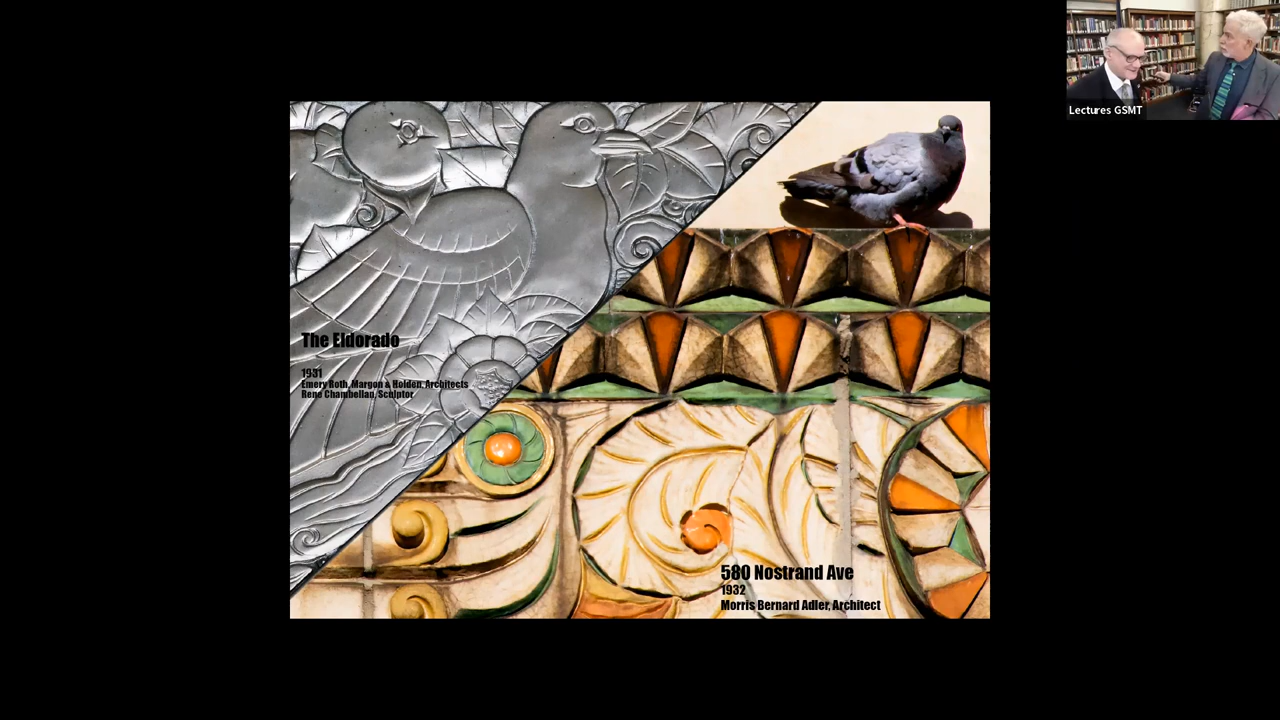 Lectures GSMT
The Eldorado
1931
Emery Roth, Margon & Holden, Architects
Rene Chambellan, Sculptor
580 Nostrand Ave
1932
Morris Bernard Adler, Architect